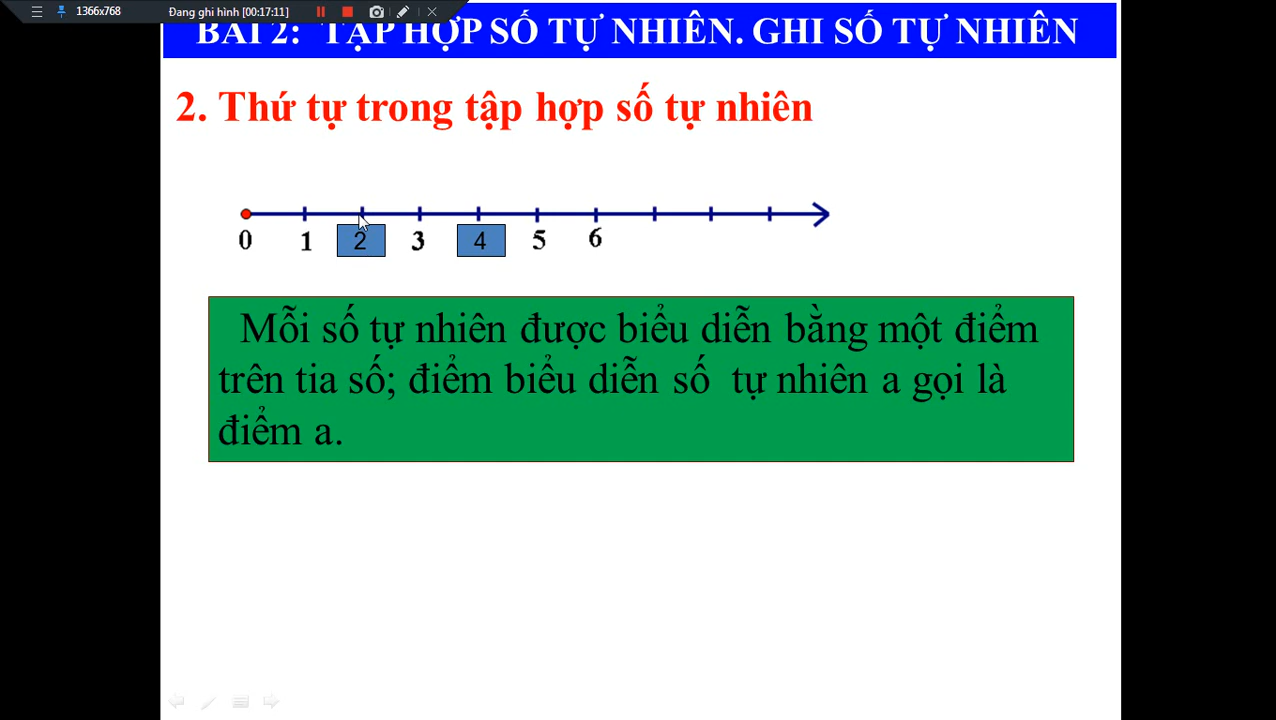 1366x768 Đang ghi hình [00:17:11]
BÀI 2: TẬP HỢP SỐ TỰ NHIÊN. GHI SỐ TỰ NHIÊN
2. Thứ tự trong tập hợp số tự nhiên
0 1 2 3 4 5 6
Mỗi số tự nhiên được biểu diễn bằng một điểm
trên tia số; điểm biểu diễn số tự nhiên a gọi là
điểm a.